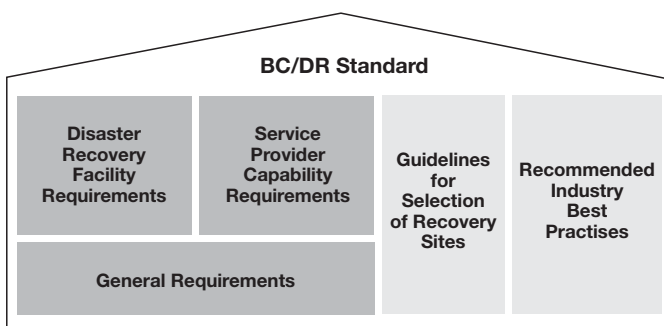 BC/DR Standard
Disaster
Recovery
Facility
Requirements
Service
Provider
Capability
Requirements
Guidelines
for
Selection
of Recovery
Sites
Recommended
Industry
Best
Practises
General Requirements